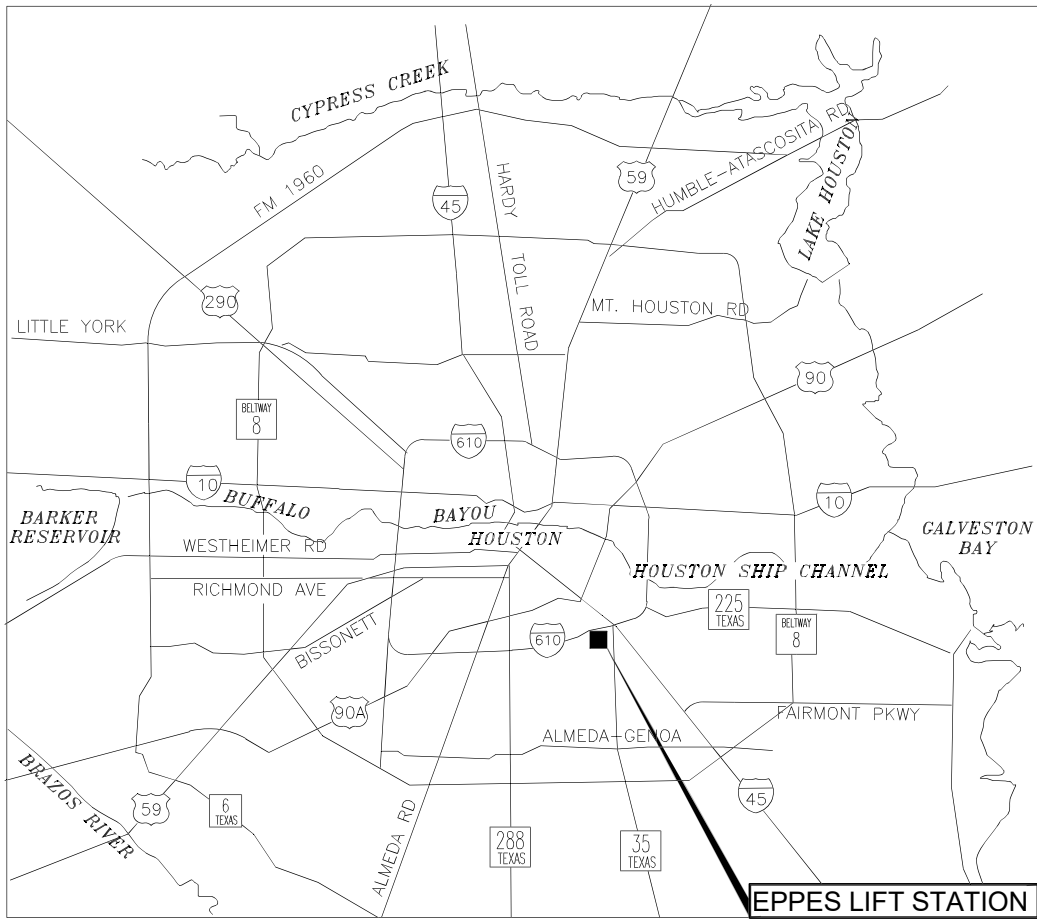 CYPRESS CREEK
HUMBLE-ATASCOSITA RD
LAKE HOUSTON
FM 1960
45
HARDY
TOLL ROAD
59
290
LITTLE YORK
MT. HOUSTON RD
90
BELTWAY
8
610
10
BUFFALO
BAYOU
10
BARKER
RESERVOIR
HOUSTON
GALVESTON
BAY
WESTHEIMER RD
HOUSTON SHIP CHANNEL
RICHMOND AVE
225
TEXAS
BISSONETT
610
BELTWAY
8
90A
FAIRMONT PKWY
ALMEDA-GENOA
BRAZOS RIVER
59
6
TEXAS
ALMEDA RD
288
TEXAS
35
TEXAS
45
EPPES LIFT STATION